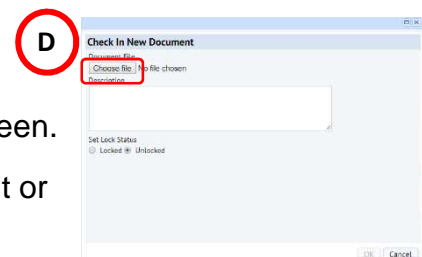 D
Check In New Document
Document File
Choose file No file chosen
Description
een.
Set Lock Status
Locked Unlocked
t or
OK Cancel